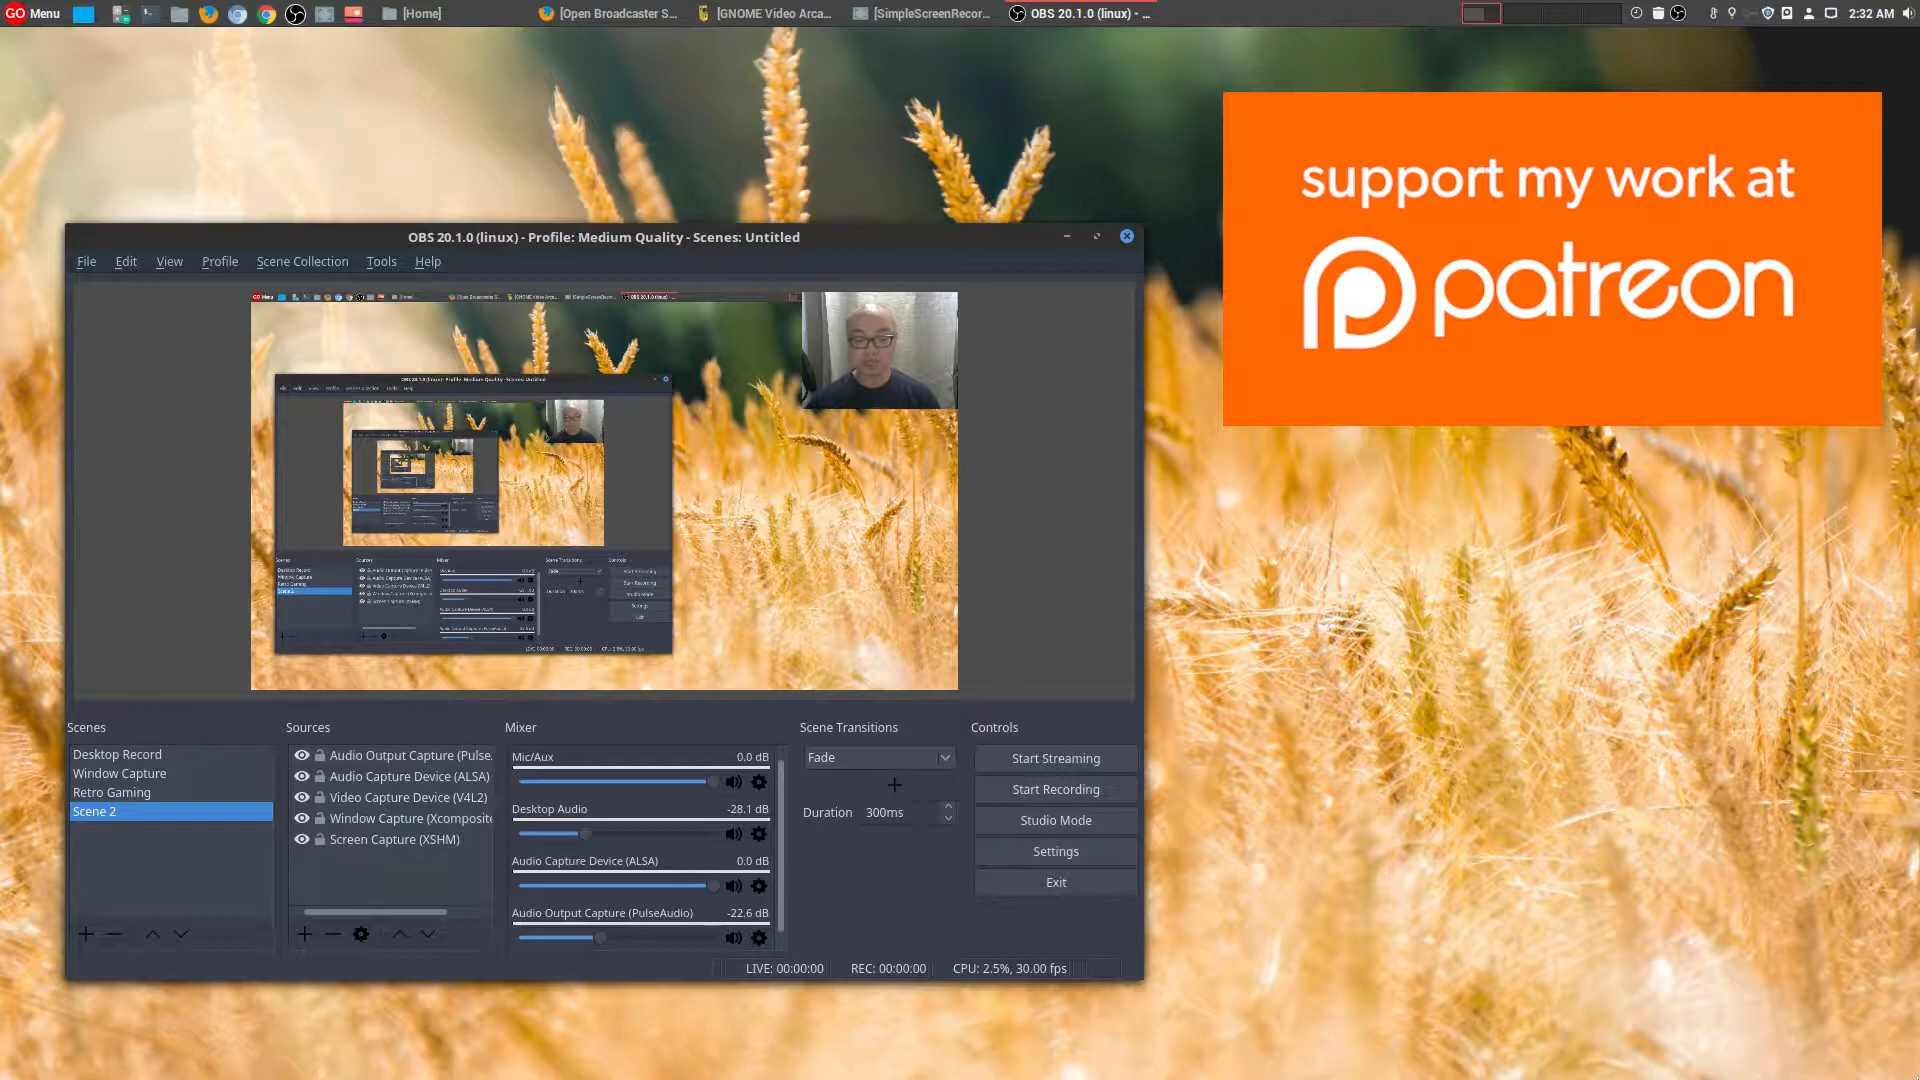 GO Menu
[Home]
[Open Broadcaster S...
[GNOME Video Arca...
[SimpleScreenRecor...
OBS 20.1.0 (linux) - ...
2:32 AM
support my work at
patreon
OBS 20.1.0 (linux) - Profile: Medium Quality - Scenes: Untitled
File Edit View Profile Scene Collection Tools Help
Scenes
Desktop Record
Window Capture
Retro Gaming
Scene 2
Sources
Audio Output Capture (Pulse
Audio Capture Device (ALSA)
Video Capture Device (V4L2)
Window Capture (Xcomposite
Screen Capture (XSHM)
Mixer
Mic/Aux 0.0 dB
Desktop Audio -28.1 dB
Audio Capture Device (ALSA) 0.0 dB
Audio Output Capture (PulseAudio) -22.6 dB
Scene Transitions
Fade
Duration 300ms
Controls
Start Streaming
Start Recording
Studio Mode
Settings
Exit
LIVE: 00:00:00 REC: 00:00:00 CPU: 2.5%, 30.00 fps